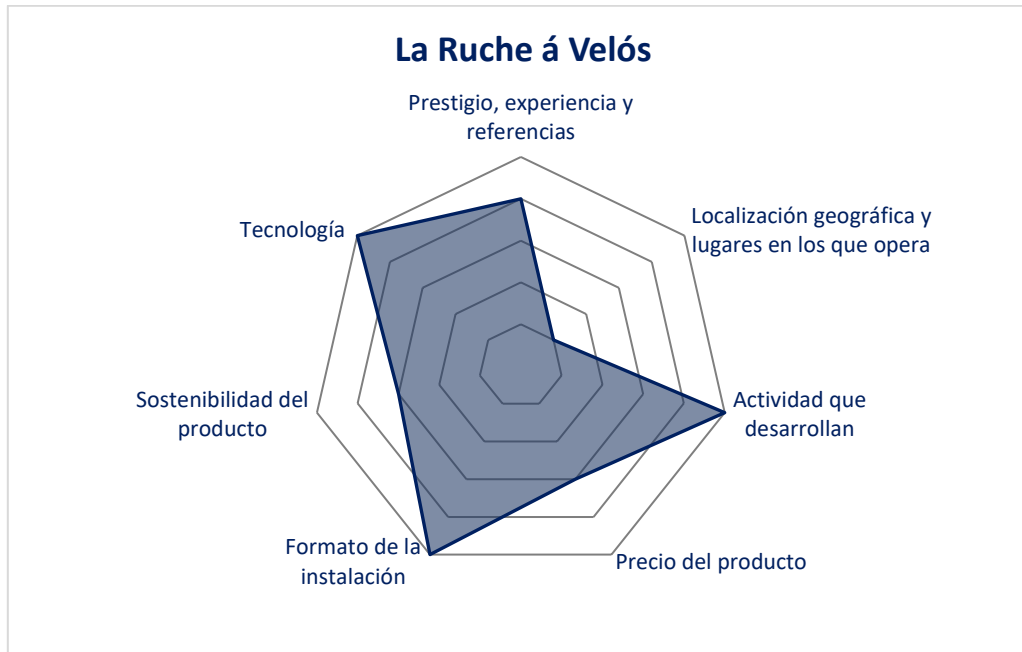 La Ruche á Velós
Prestigio, experiencia y
referencias
Localización geográfica y
lugares en los que opera
Tecnología
Actividad que
desarrollan
Sostenibilidad del
producto
Formato de la
instalación
Precio del producto